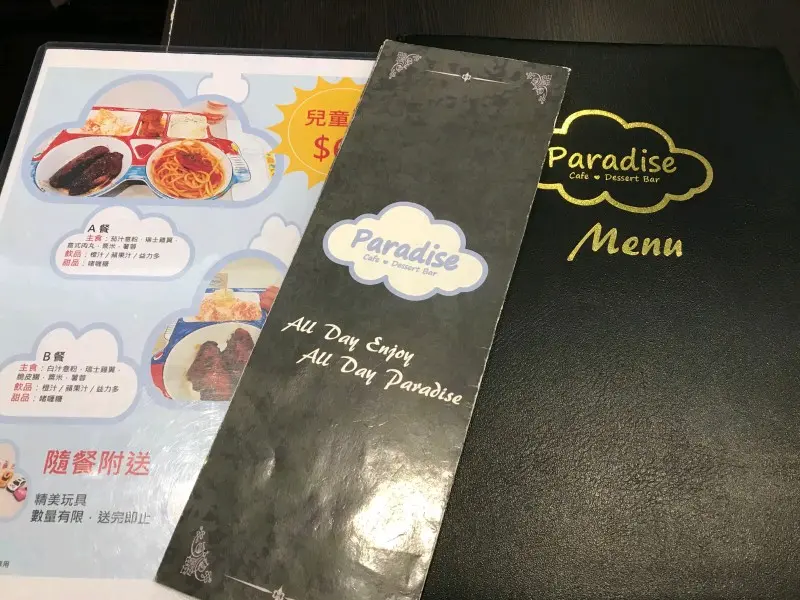 兒童
$
A 餐
主食：茄汁意粉、瑞士雞翼、
意式肉丸、粟米、薯蓉
飲品：橙汁 / 蘋果汁 / 益力多
甜品：啫喱糖
B 餐
主食：白汁意粉、瑞士雞翼、
脆皮腸、粟米、薯蓉
飲品：橙汁 / 蘋果汁 / 益力多
甜品：啫喱糖
隨餐附送
精美玩具
數量有限，送完即止
Paradise
Cafe ♥ Dessert Bar
All Day Enjoy
All Day Paradise
Paradise
Cafe ♥ Dessert Bar
Menu